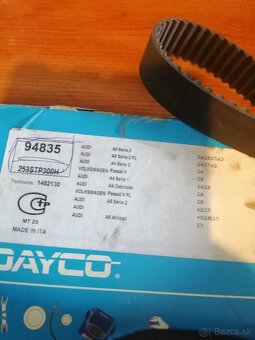 94835
259STP300H
Testcode: 1462130
MT 20
MADE IN ITA
AUDI A6 Serie 3
AUDI A6 Serie 2 FL
AUDI A4 Serie 2
VOLKSWAGEN Passat V
AUDI A4 Serie 1
AUDI A4 Cabriolet
VOLKSWAGEN Passat V FL
AUDI A6 Serie 2
AUDI A6 Allroad
DAYCO
bazos.sk